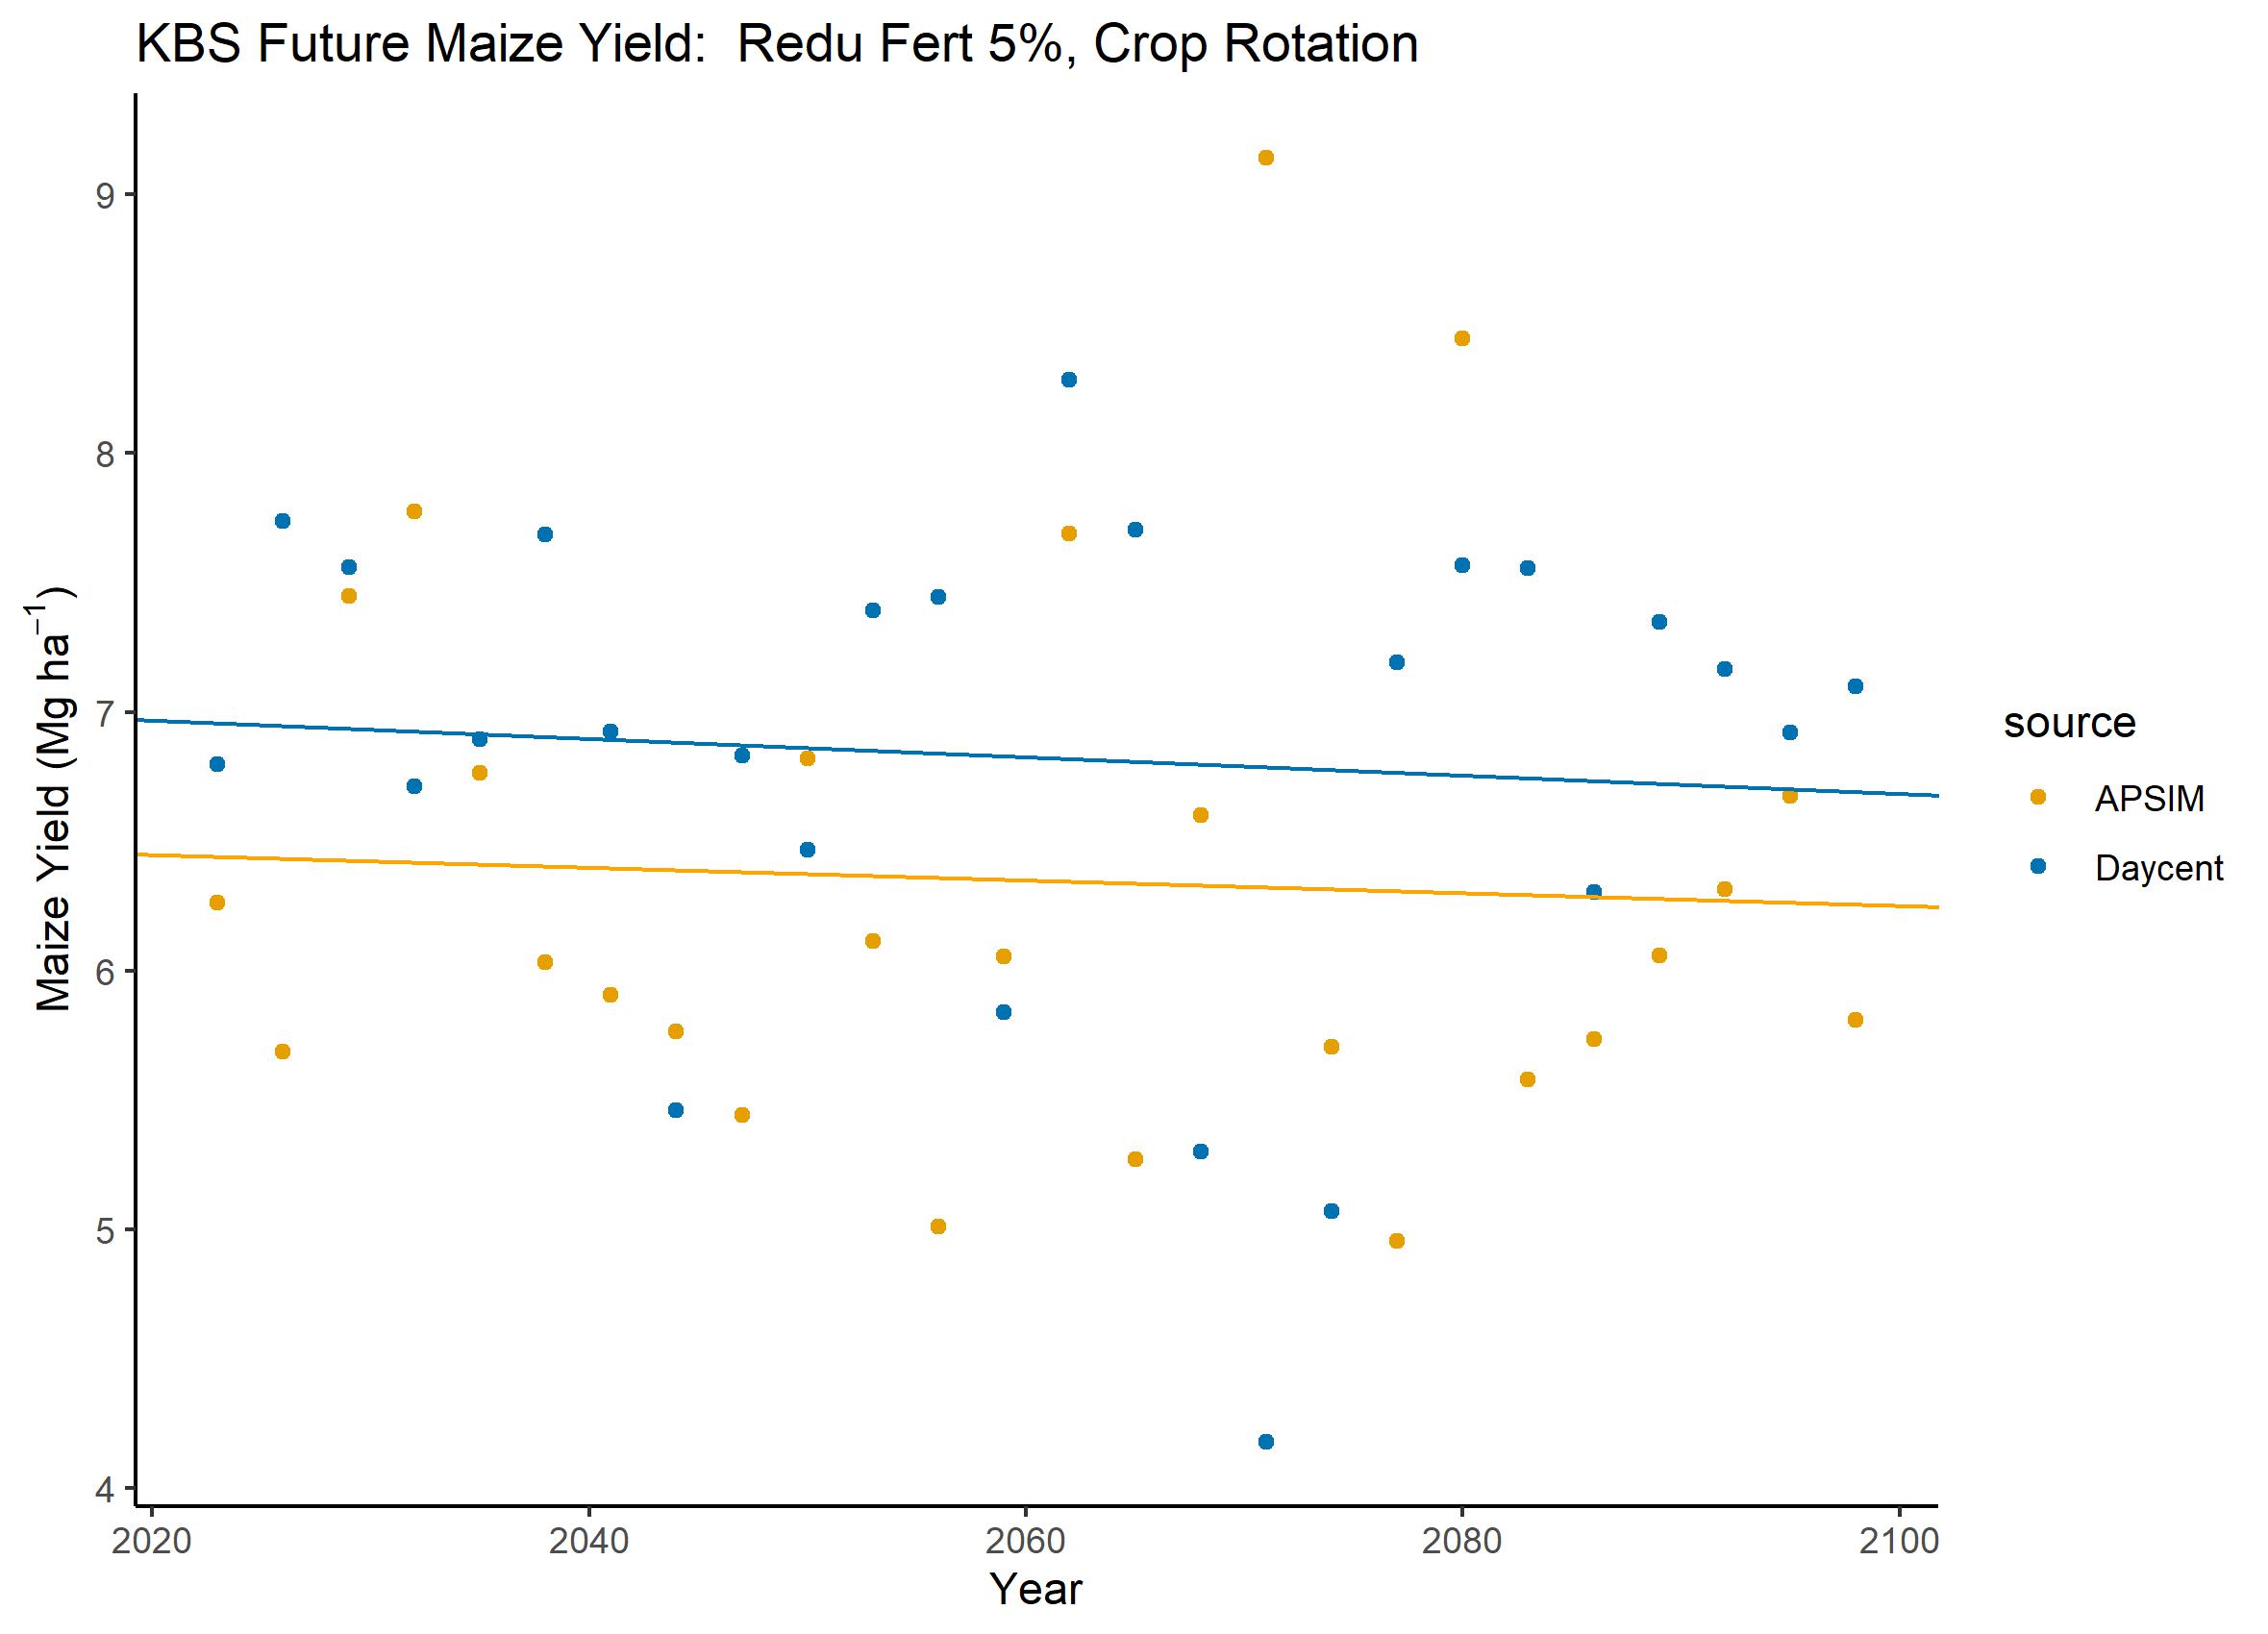 KBS Future Maize Yield:  Redu Fert 5%, Crop Rotation
Maize Yield (Mg ha⁻¹)
9
8
7
6
5
4
2020 2040 2060 2080 2100
Year
source
APSIM
Daycent